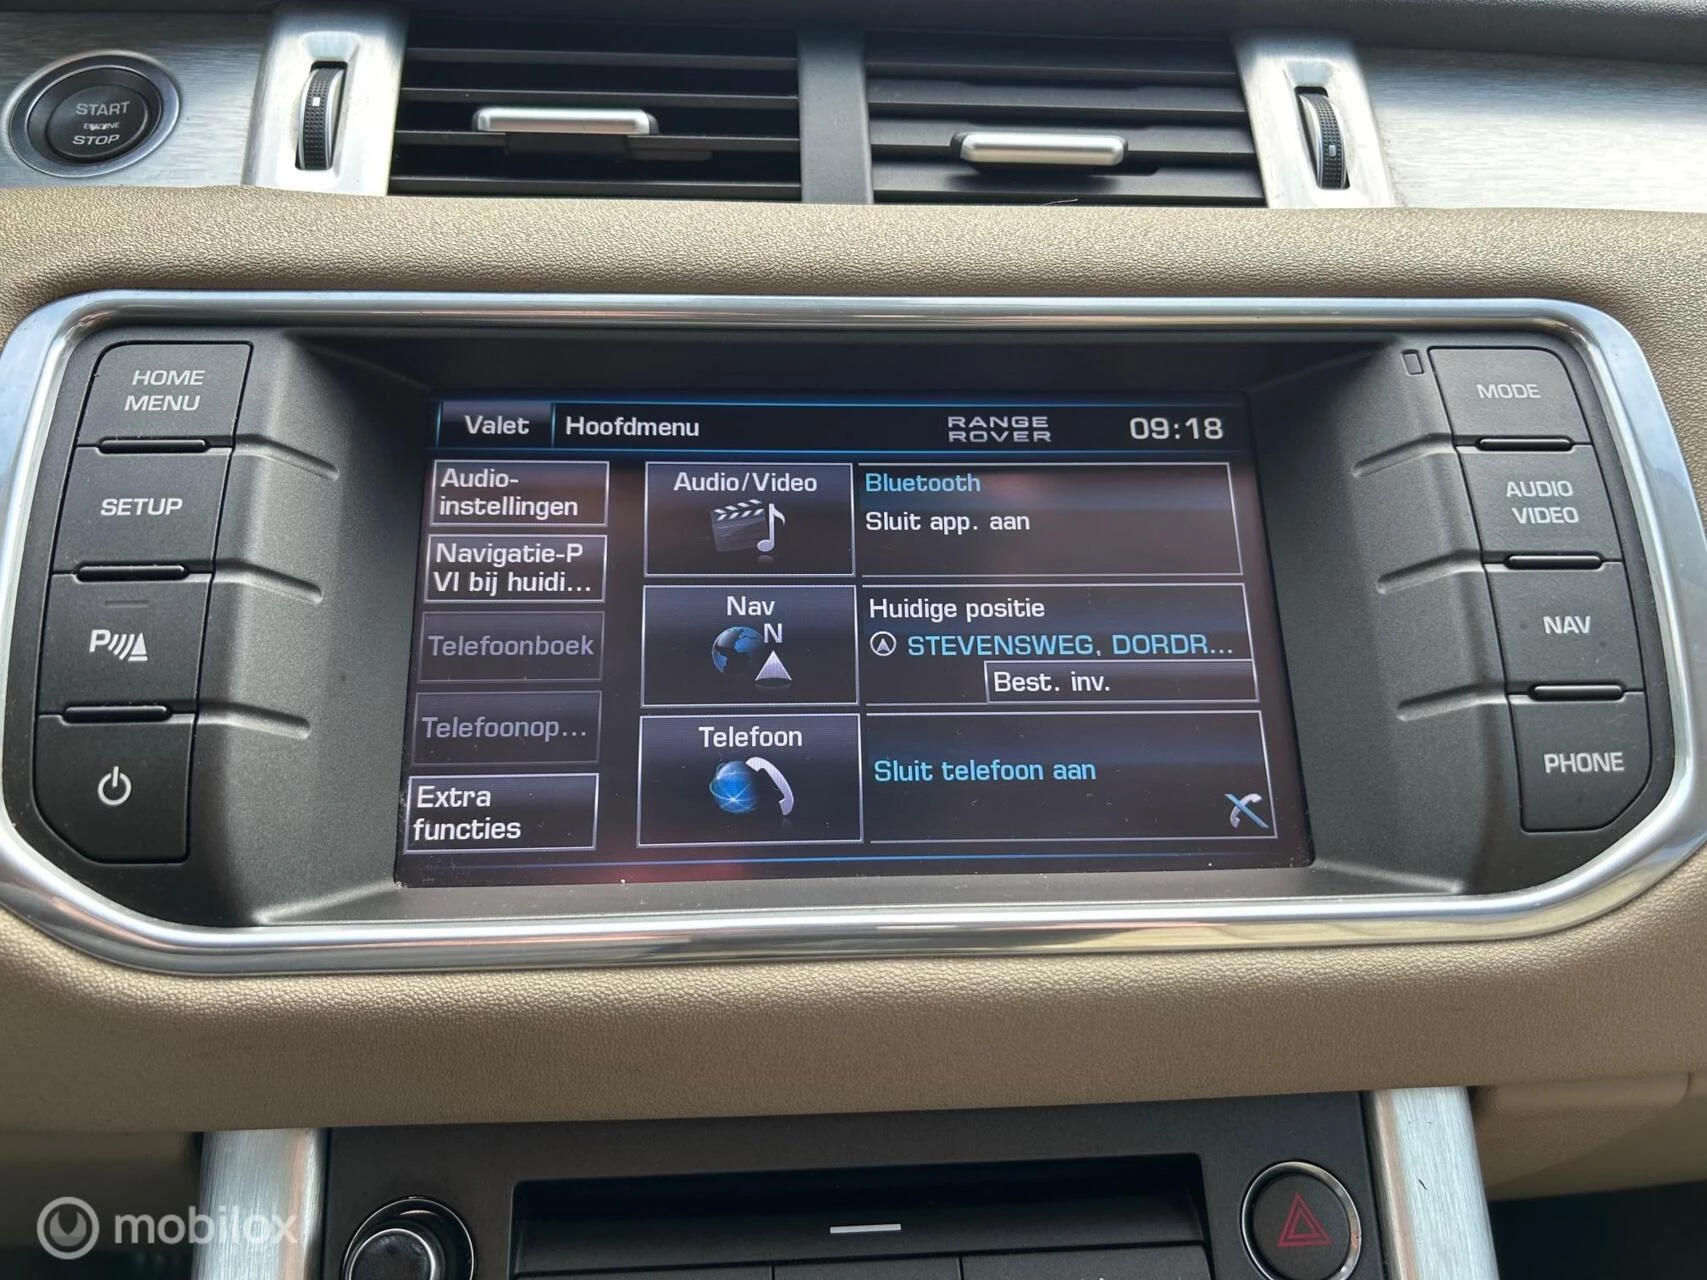 START
ENGINE
STOP
HOME
MENU
SETUP
P
Valet
Hoofdmenu
RANGE
ROVER
09:18
Audio-
instellingen
Navigatie-P
VI bij huidi...
Telefoonboek
Telefoonop...
Extra
functies
Audio/Video
Nav
N
Telefoon
Bluetooth
Sluit app. aan
Huidige positie
STEVENSWEG, DORDR...
Best. inv.
Sluit telefoon aan
MODE
AUDIO
VIDEO
NAV
PHONE
mobilox